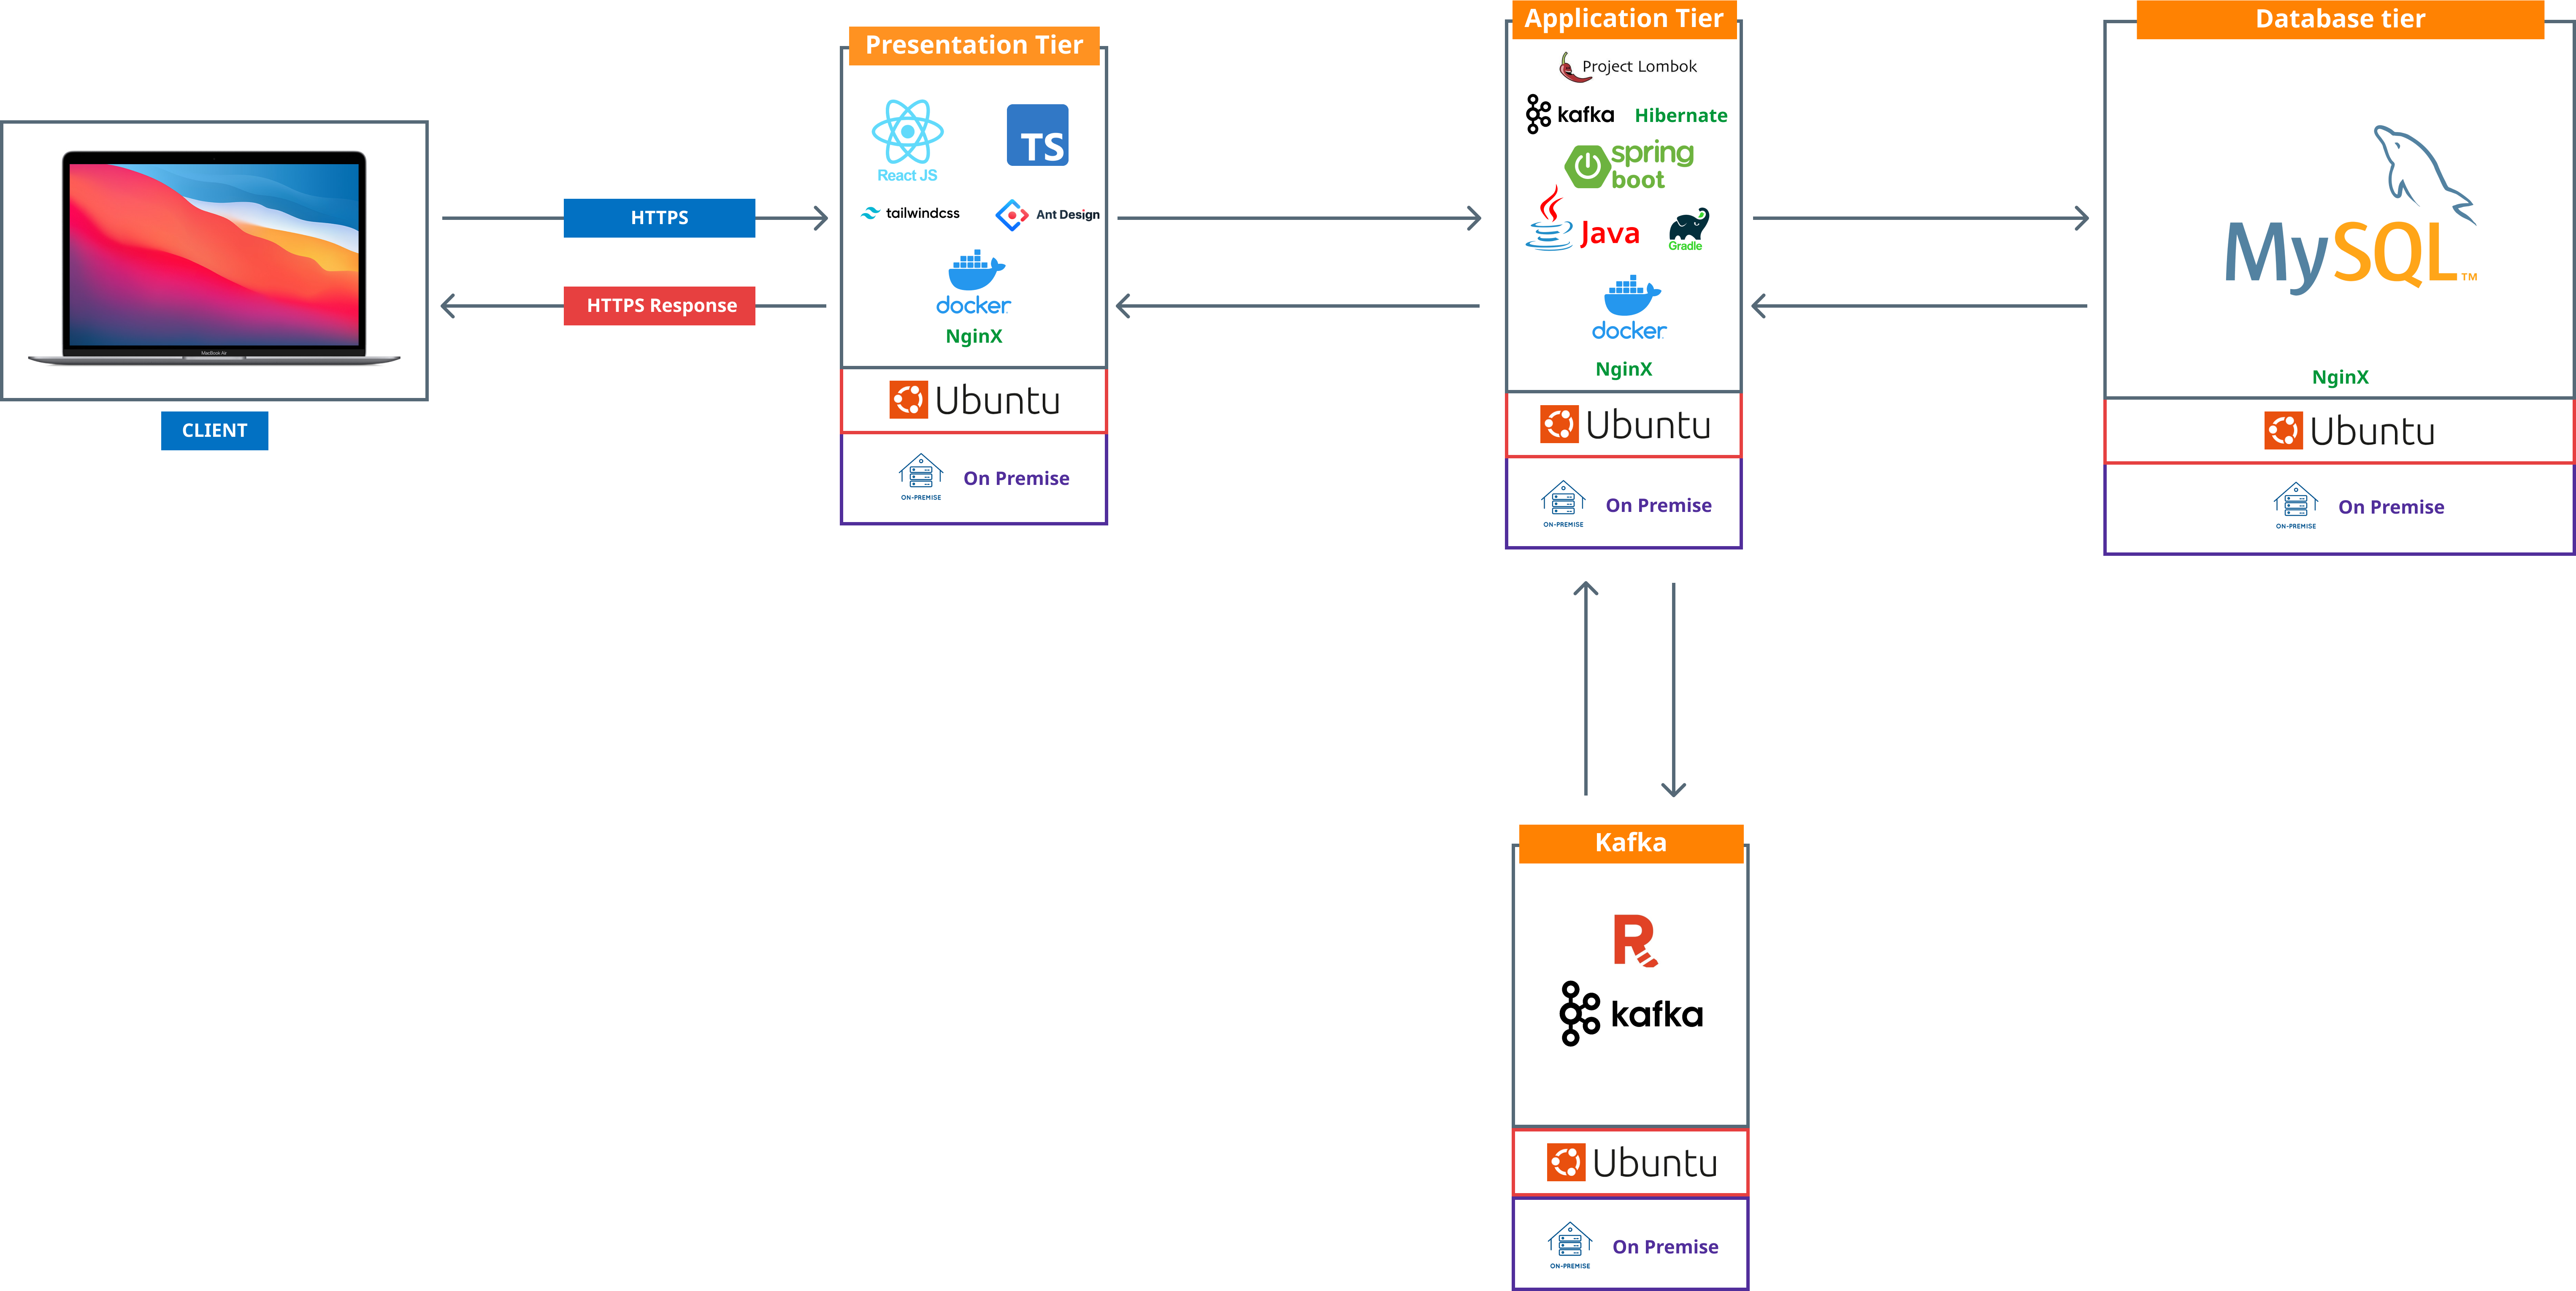 CLIENT
MacBook Air
HTTPS
HTTPS Response
Presentation Tier
React JS
TS
tailwindcss
Ant Design
docker
NginX
Ubuntu
ON-PREMISE
On Premise
Application Tier
Project Lombok
kafka
Hibernate
spring
boot
Java
Gradle
docker
NginX
Ubuntu
ON-PREMISE
On Premise
Database tier
MySQL™
NginX
Ubuntu
ON-PREMISE
On Premise
Kafka
R
kafka
Ubuntu
ON-PREMISE
On Premise